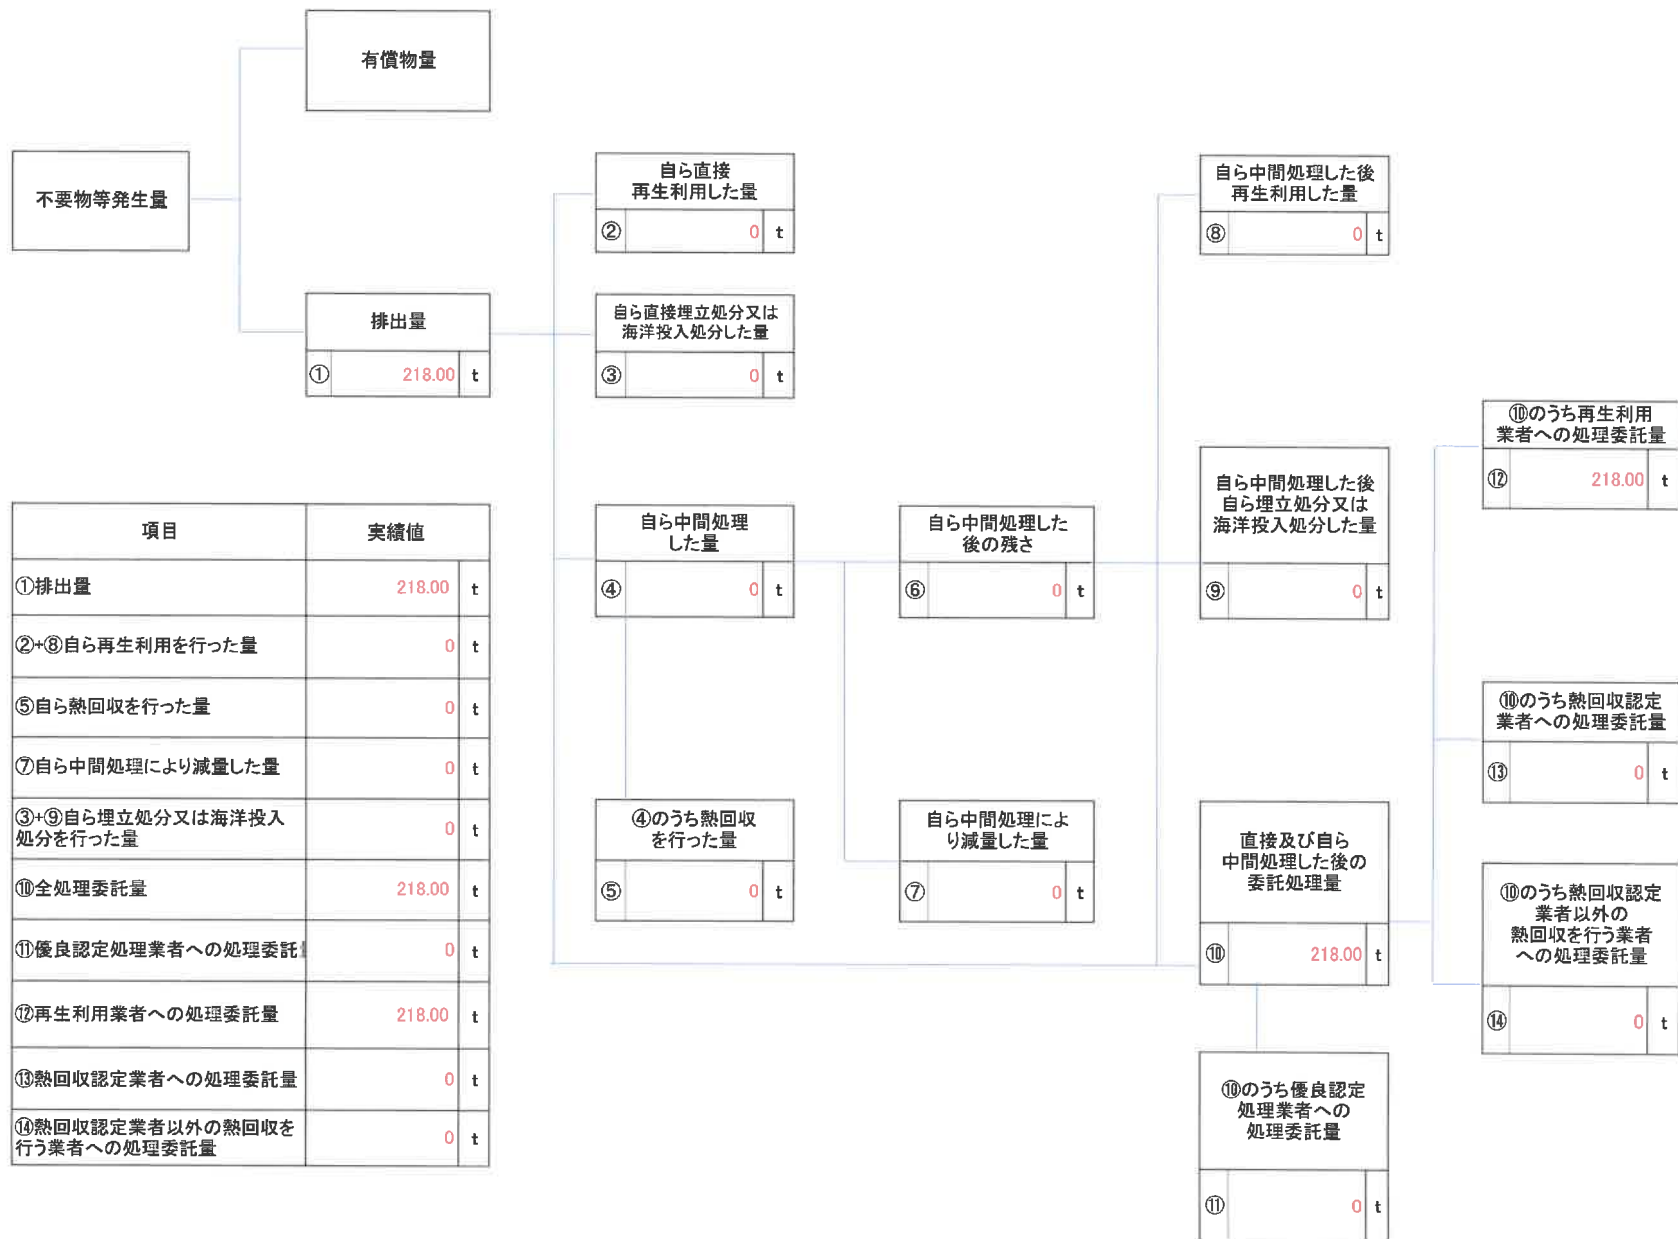 有償物量
不要物等発生量
排出量
① 218.00 t
自ら直接
再生利用した量
② 0 t
自ら直接埋立処分又は
海洋投入処分した量
③ 0 t
自ら中間処理
した量
④ 0 t
④のうち熱回収
を行った量
⑤ 0 t
自ら中間処理した
後の残さ
⑥ 0 t
自ら中間処理によ
り減量した量
⑦ 0 t
自ら中間処理した後
再生利用した量
⑧ 0 t
自ら中間処理した後
自ら埋立処分又は
海洋投入処分した量
⑨ 0 t
直接及び自ら
中間処理した後の
委託処理量
⑩ 218.00 t
⑩のうち優良認定
処理業者への
処理委託量
⑪ 0 t
⑩のうち再生利用
業者への処理委託量
⑫ 218.00 t
⑩のうち熱回収認定
業者への処理委託量
⑬ 0 t
⑩のうち熱回収認定
業者以外の
熱回収を行う業者
への処理委託量
⑭ 0 t
項目 実績値
①排出量 218.00 t
②+⑧自ら再生利用を行った量 0 t
⑤自ら熱回収を行った量 0 t
⑦自ら中間処理により減量した量 0 t
③+⑨自ら埋立処分又は海洋投入
処分を行った量 0 t
⑩全処理委託量 218.00 t
⑪優良認定処理業者への処理委託 0 t
⑫再生利用業者への処理委託量 218.00 t
⑬熱回収認定業者への処理委託量 0 t
⑭熱回収認定業者以外の熱回収を
行う業者への処理委託量 0 t